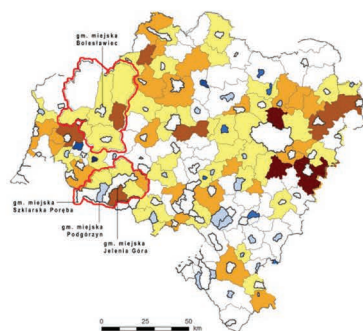 gm. miejska
Bolesławiec
gm. miejska
Szklarska Poręba
gm. miejska
Podgórzyn
gm. miejska
Jelenia Góra
0 25 50
km